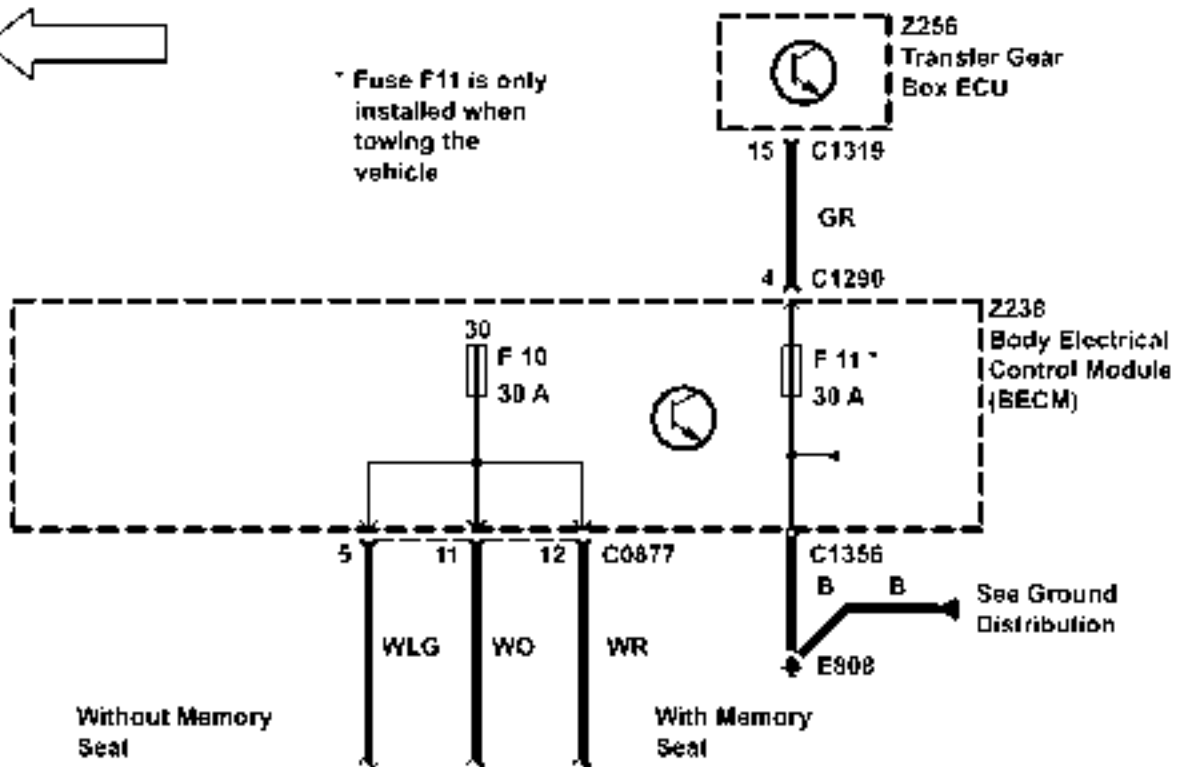 Z256
Transfer Gear
Box ECU
* Fuse F11 is only
installed when
towing the
vehicle
15 C1319
GR
4 C1290
Z238
Body Electrical
Control Module
(BECM)
30
F 10
30 A
F 11 *
30 A
5 11 12 C0877
C1356
B B
See Ground
Distribution
WLG WO WR
E808
Without Memory
Seat
With Memory
Seat